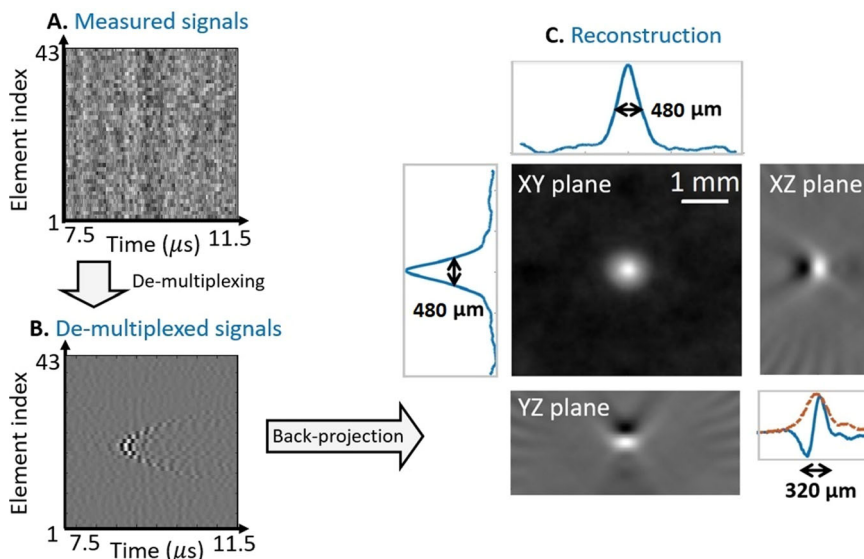 A. Measured signals
43
Element index
1
7.5
Time (μs)
11.5
De-multiplexing
B. De-multiplexed signals
43
Element index
1
7.5
Time (μs)
11.5
Back-projection
C. Reconstruction
480 μm
480 μm
XY plane
1 mm
XZ plane
YZ plane
320 μm